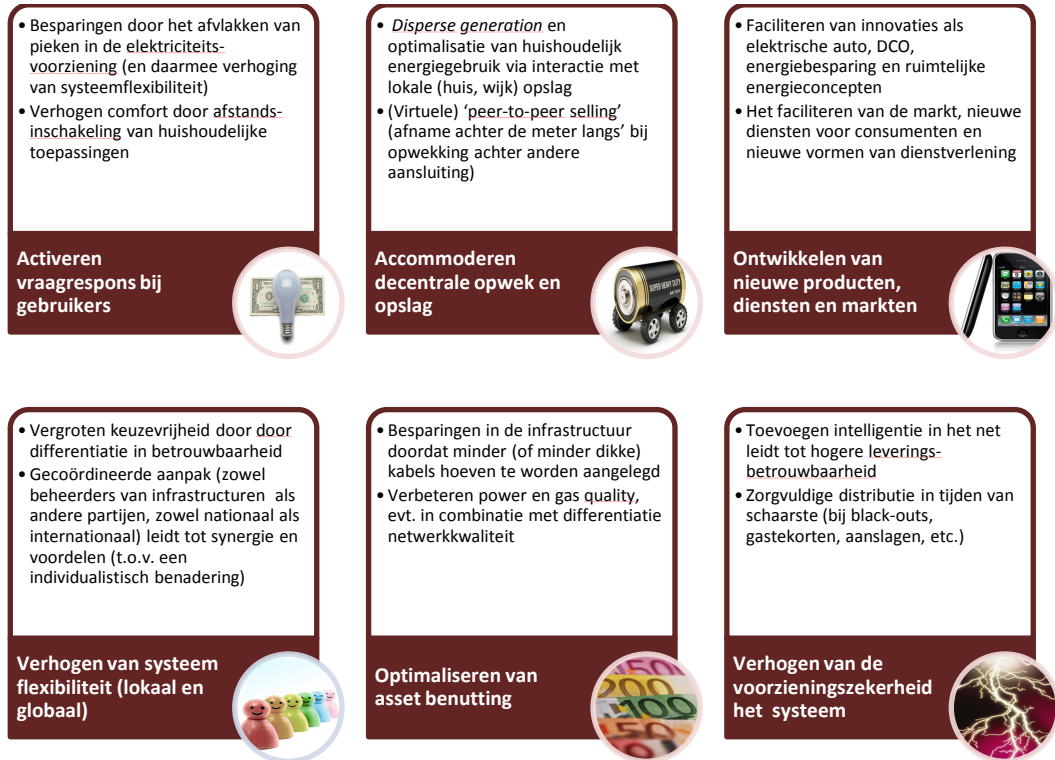 • Besparingen door het afvlakken van
pieken in de elektriciteits-
voorziening (en daarmee verhoging
van systeemflexibiliteit)
• Verhogen comfort door afstands-
inschakeling van huishoudelijke
toepassingen
Activeren
vraagrespons bij
gebruikers
• Disperse generation en
optimalisatie van huishoudelijk
energiegebruik via interactie met
lokale (huis, wijk) opslag
• (Virtuele) ‘peer-to-peer selling’
(afname achter de meter langs’ bij
opwekking achter andere
aansluiting)
Accommoderen
decentrale opwek en
opslag
SUPER HEAVY DUTY
• Faciliteren van innovaties als
elektrische auto, DCO,
energiebesparing en ruimtelijke
energieconcepten
• Het faciliteren van de markt, nieuwe
diensten voor consumenten en
nieuwe vormen van dienstverlening
Ontwikkelen van
nieuwe producten,
diensten en markten
• Vergroten keuzevrijheid door door
differentiatie in betrouwbaarheid
• Gecoördineerde aanpak (zowel
beheerders van infrastructuren als
andere partijen, zowel nationaal als
internationaal) leidt tot synergie en
voordelen (t.o.v. een
individualistisch benadering)
Verhogen van systeem
flexibiliteit (lokaal en
globaal)
• Besparingen in de infrastructuur
doordat minder (of minder dikke)
kabels hoeven te worden aangelegd
• Verbeteren power en gas quality,
evt. in combinatie met differentiatie
netwerkkwaliteit
Optimaliseren van
asset benutting
50
200
100
50
• Toevoegen intelligentie in het net
leidt tot hogere leverings-
betrouwbaarheid
• Zorgvuldige distributie in tijden van
schaarste (bij black-outs,
gastekorten, aanslagen, etc.)
Verhogen van de
voorzieningszekerheid
het systeem